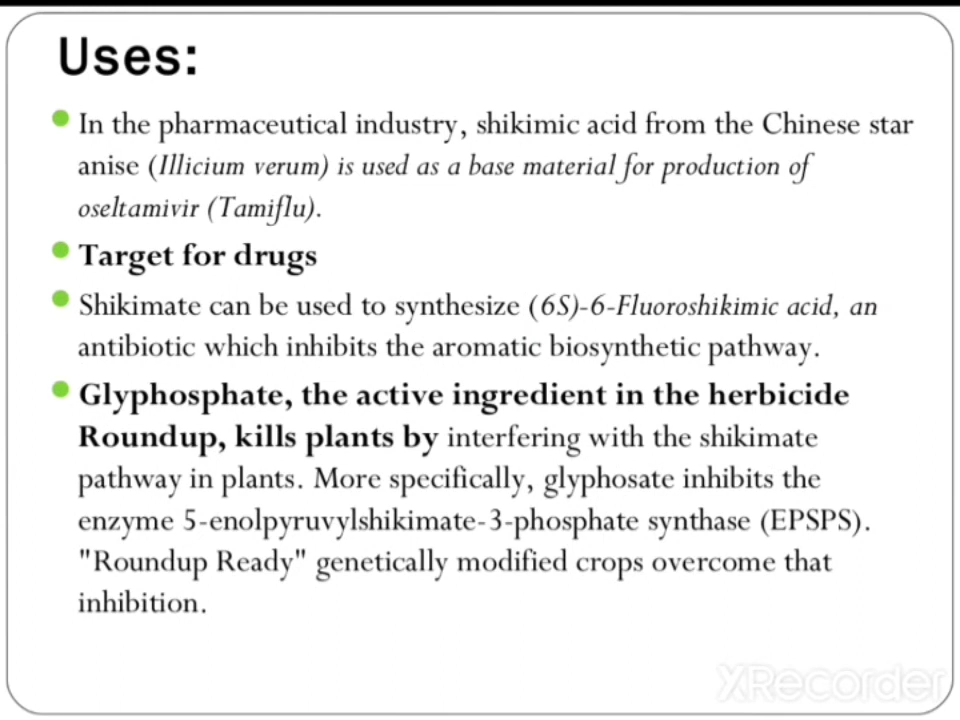 Uses:
In the pharmaceutical industry, shikimic acid from the Chinese star
anise (Illicium verum) is used as a base material for production of
oseltamivir (Tamiflu).
Target for drugs
Shikimate can be used to synthesize (6S)-6-Fluoroshikimic acid, an
antibiotic which inhibits the aromatic biosynthetic pathway.
Glyphosphate, the active ingredient in the herbicide
Roundup, kills plants by interfering with the shikimate
pathway in plants. More specifically, glyphosate inhibits the
enzyme 5-enolpyruvylshikimate-3-phosphate synthase (EPSPS).
"Roundup Ready" genetically modified crops overcome that
inhibition.
XRecorder